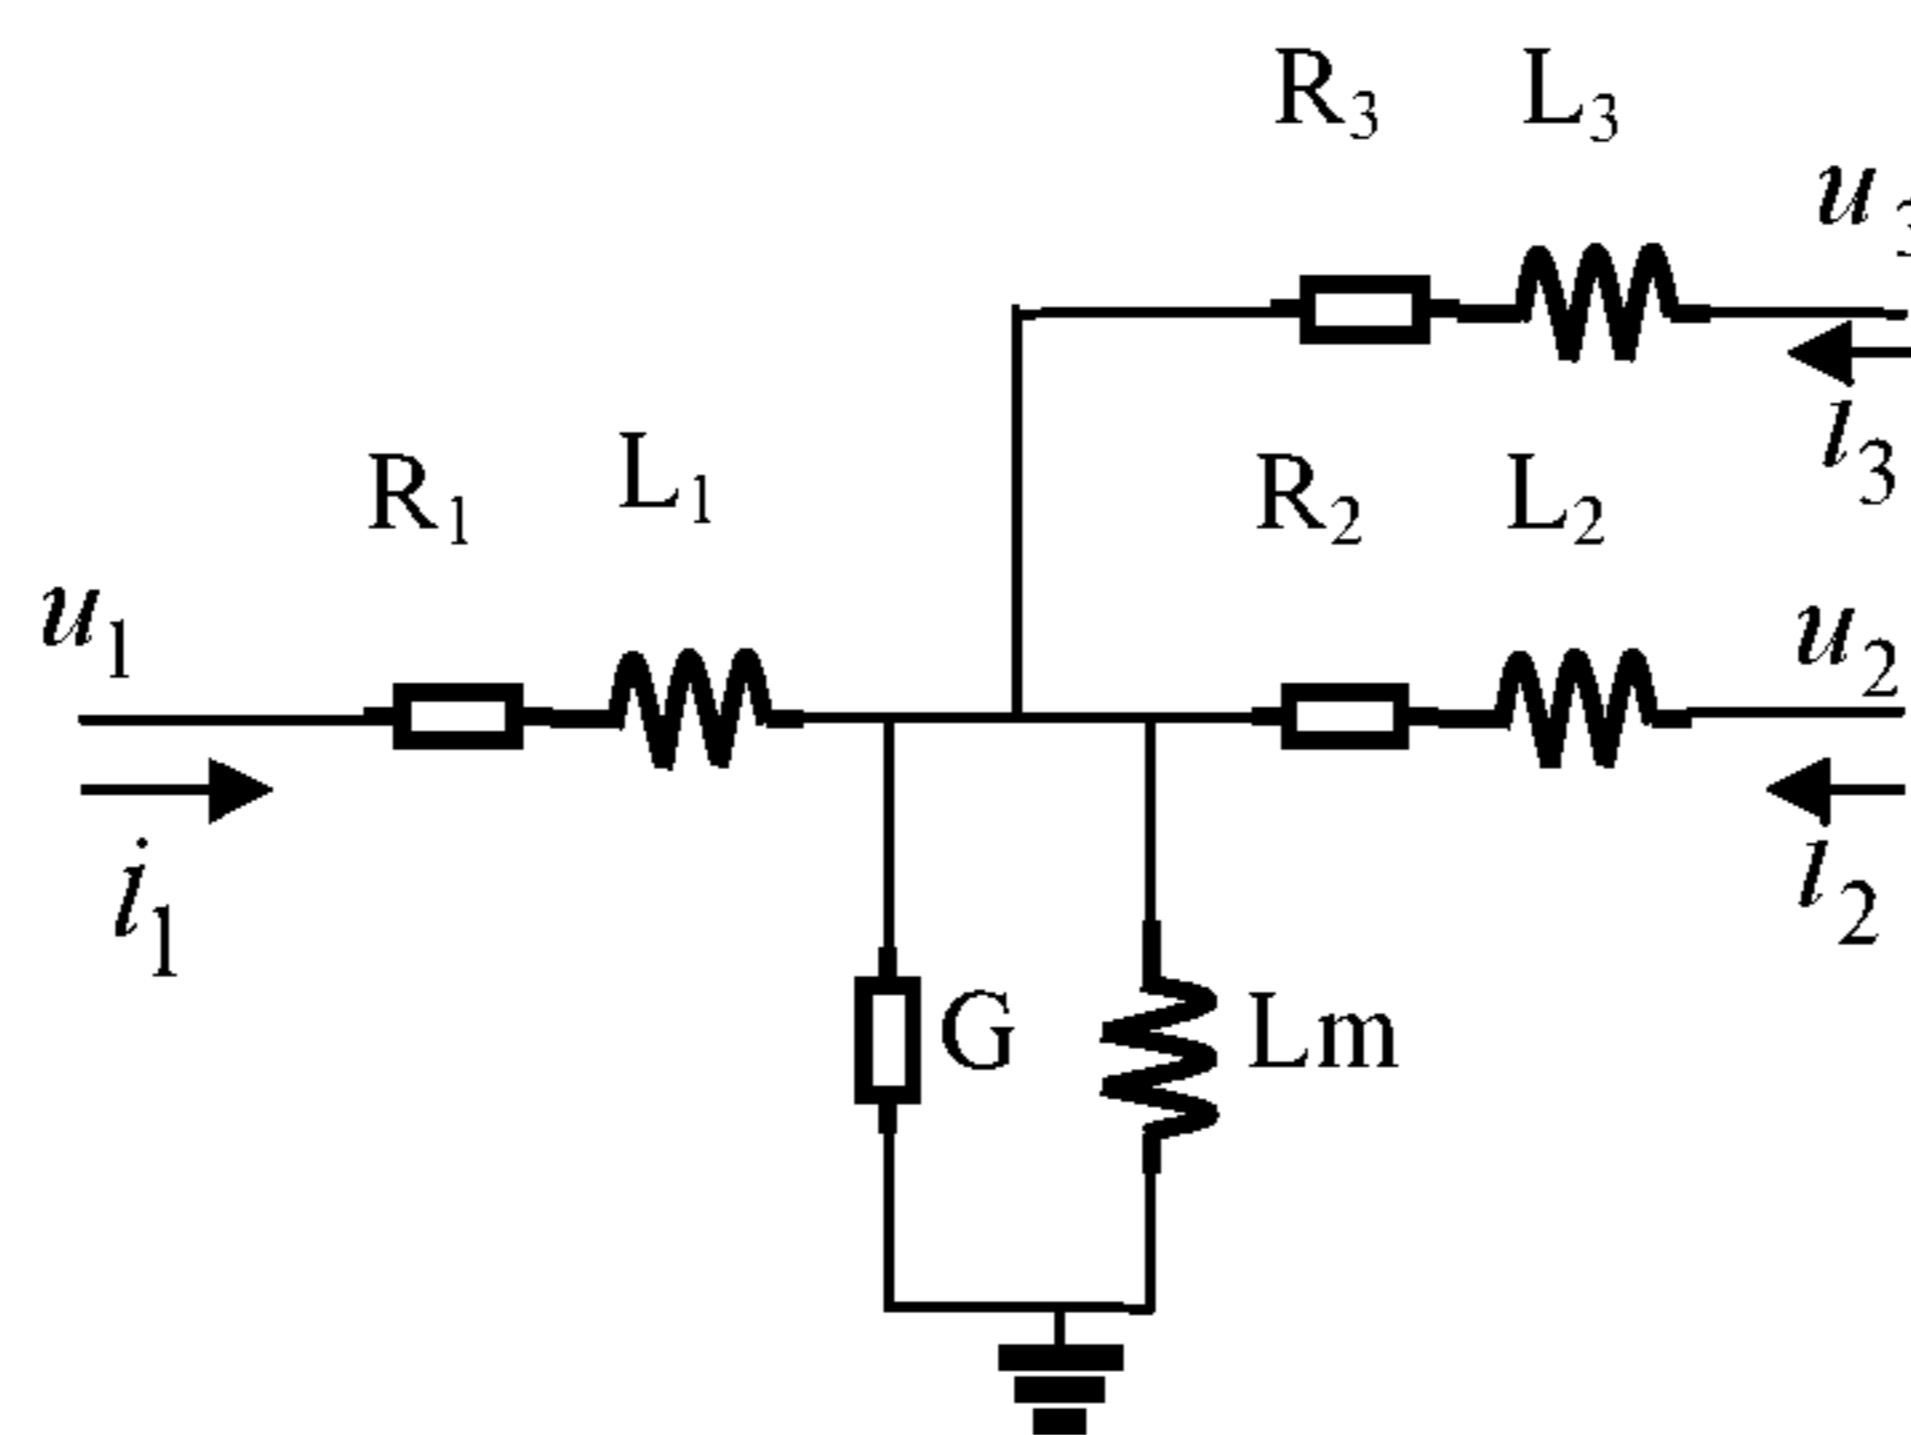 R₃ L₃
u₃
i₃
R₁ L₁ R₂ L₂
u₁ u₂
i₁ i₂
G Lm